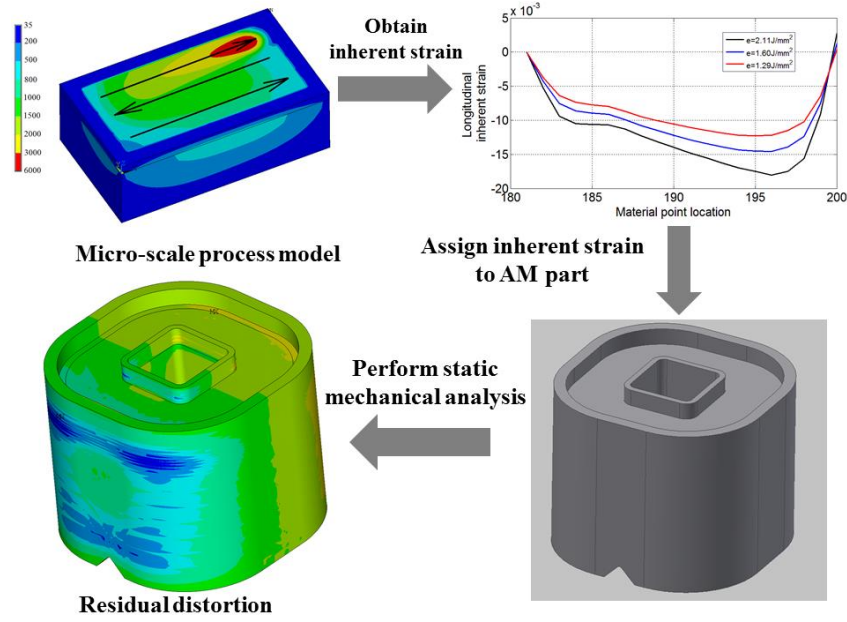 35
200
500
800
1000
1500
2000
3000
6000
Obtain
inherent strain
× 10⁻³
e=2.11J/mm²
e=1.60J/mm²
e=1.29J/mm²
Longitudinal
inherent strain
5
0
-5
-10
-15
-20
180
185
190
195
200
Material point location
Micro-scale process model
Assign inherent strain
to AM part
Perform static
mechanical analysis
Residual distortion